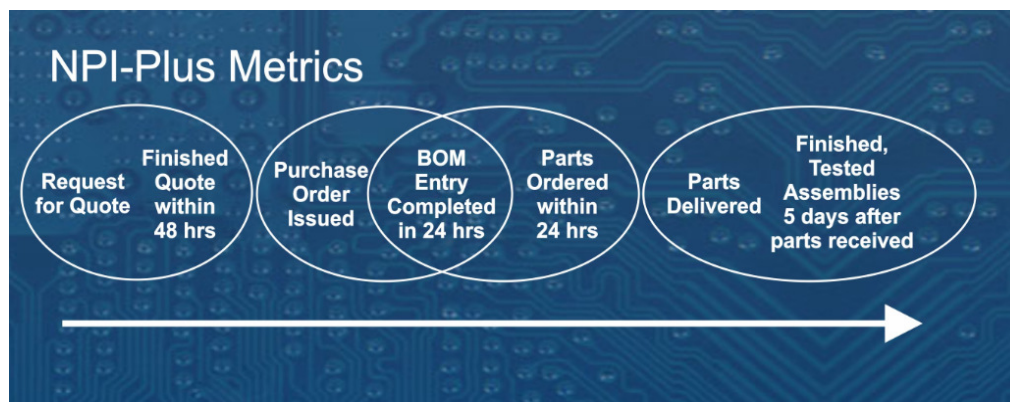 NPI-Plus Metrics
Request
for Quote
Finished
Quote
within
48 hrs
Purchase
Order
Issued
BOM
Entry
Completed
in 24 hrs
Parts
Ordered
within
24 hrs
Parts
Delivered
Finished,
Tested
Assemblies
5 days after
parts received